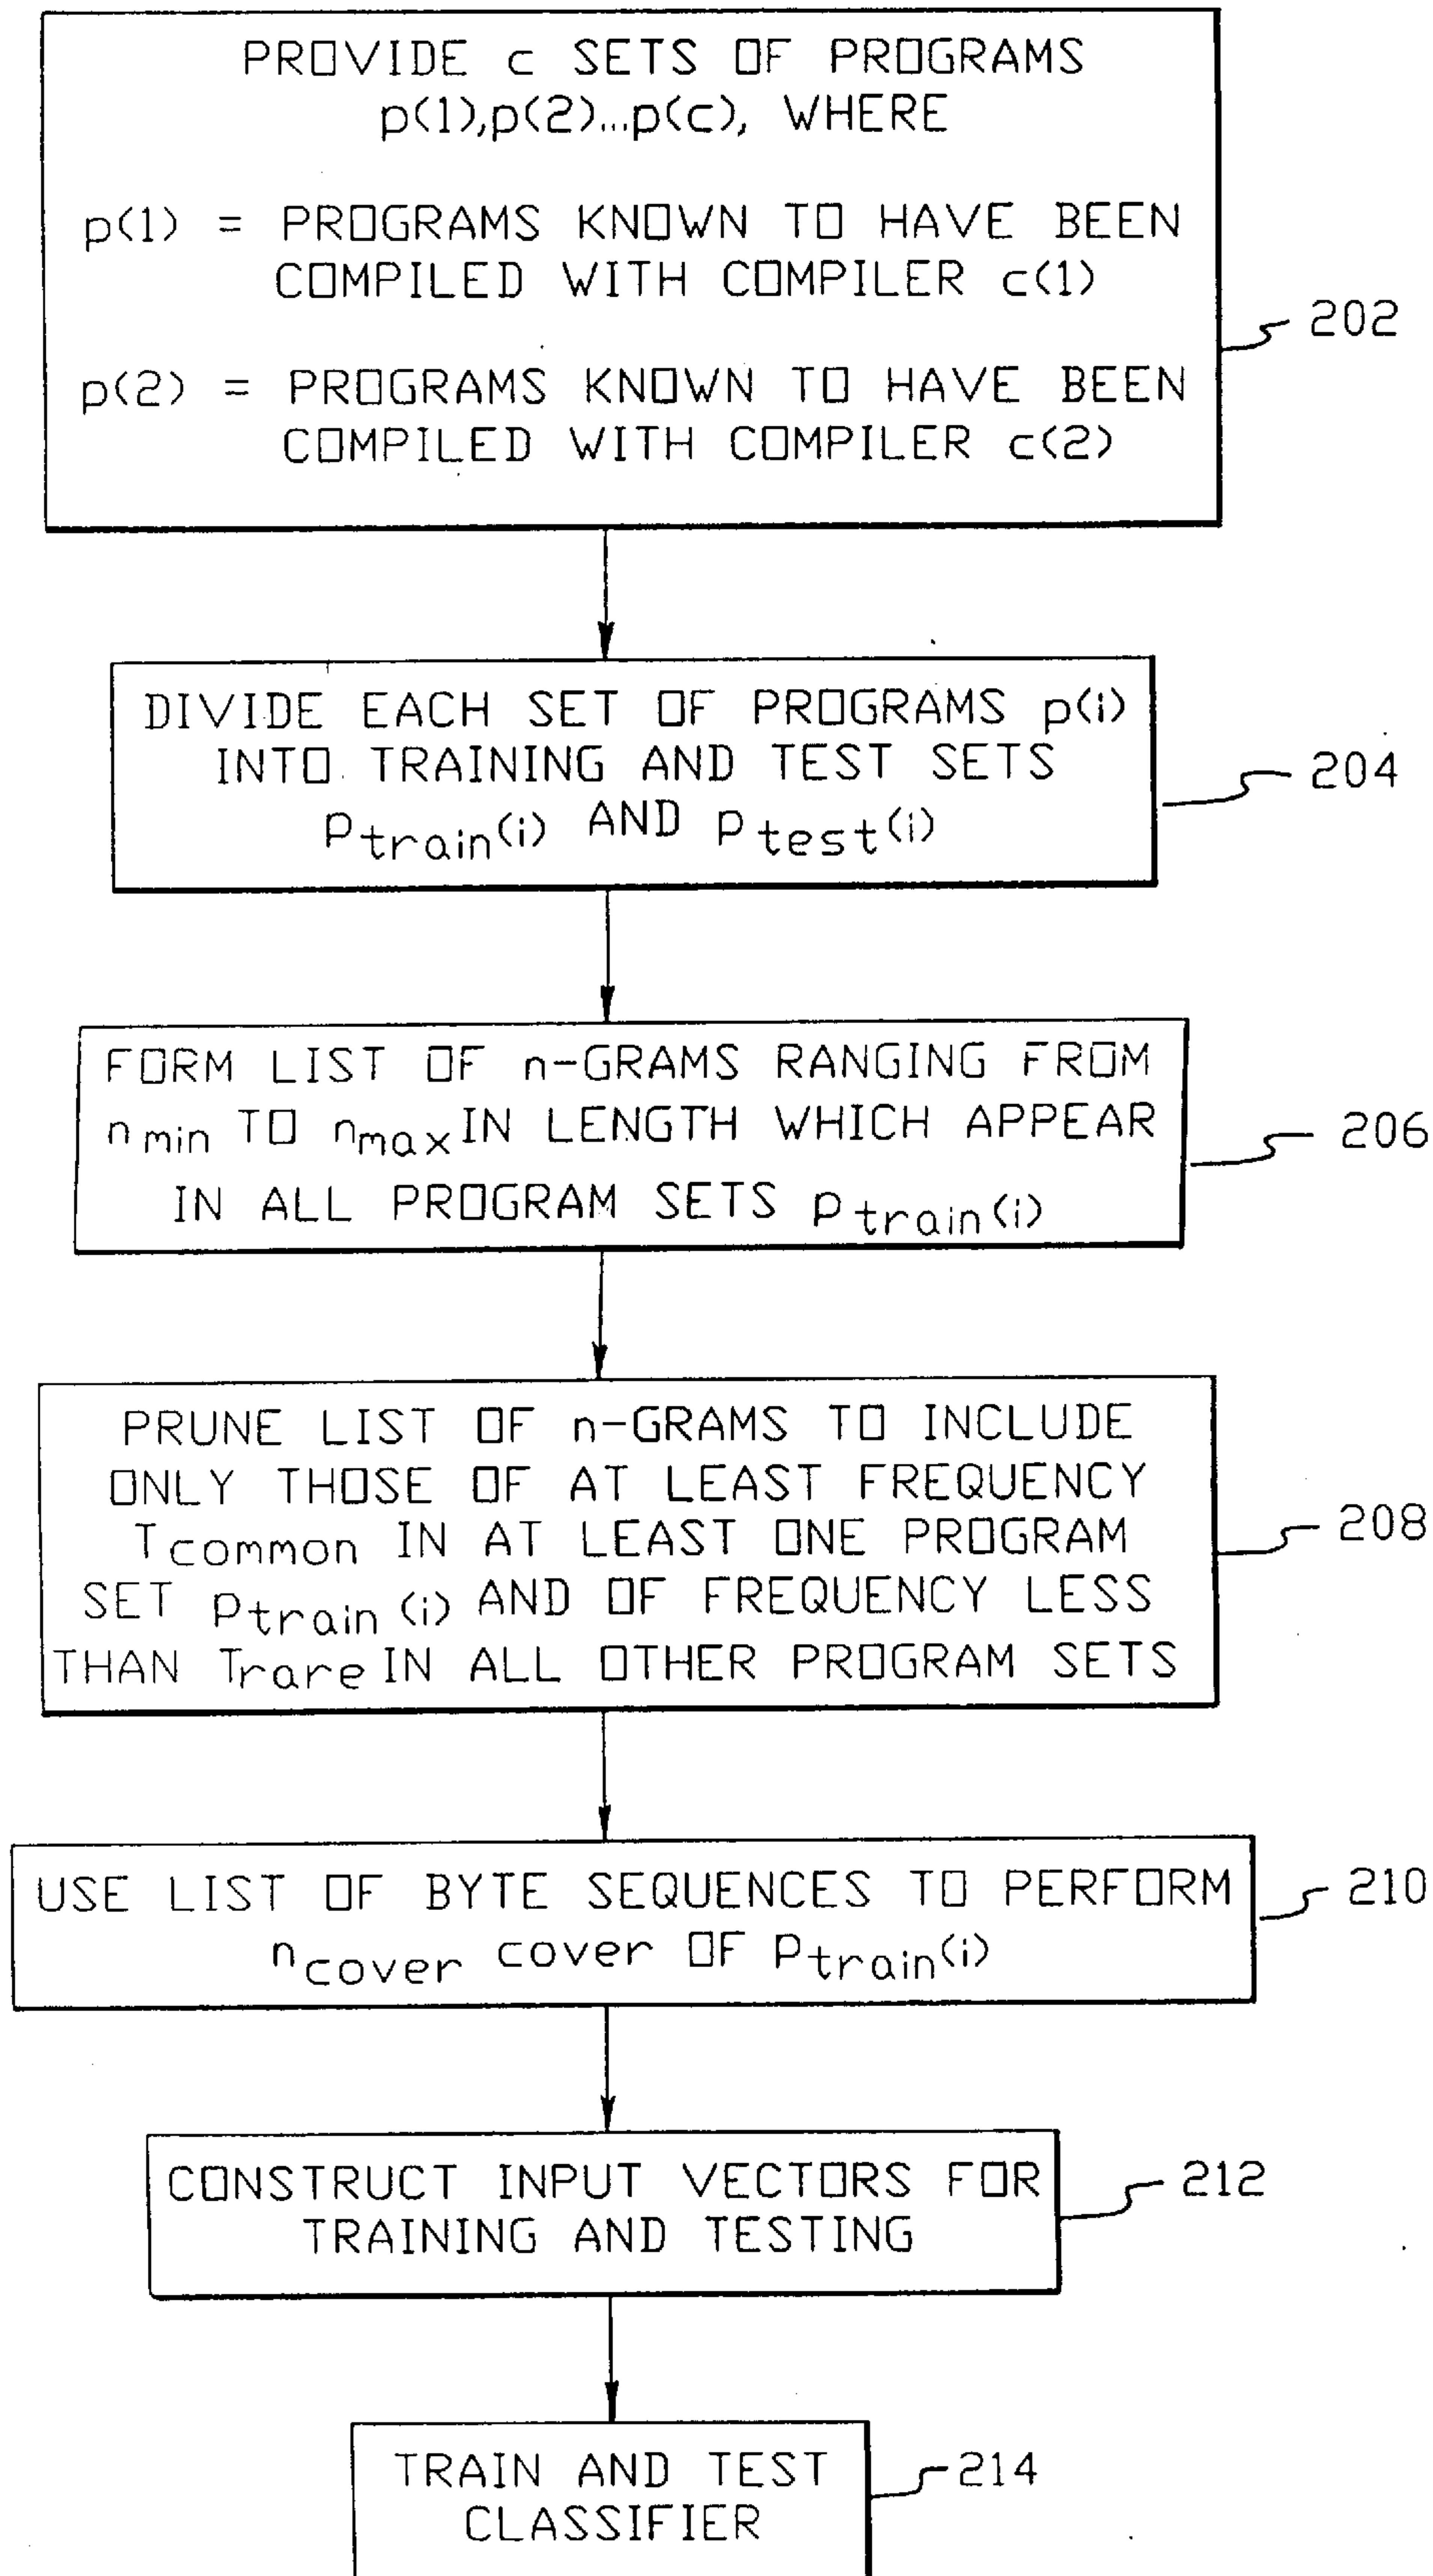 PROVIDE c SETS OF PROGRAMS
p(1),p(2)...p(c), WHERE
p(1) = PROGRAMS KNOWN TO HAVE BEEN
COMPILED WITH COMPILER c(1)
202
p(2) = PROGRAMS KNOWN TO HAVE BEEN
COMPILED WITH COMPILER c(2)
DIVIDE EACH SET OF PROGRAMS p(i)
INTO TRAINING AND TEST SETS
204
Ptrain(i) AND Ptest(i)
FORM LIST OF n-GRAMS RANGING FROM
nmin TO nmax IN LENGTH WHICH APPEAR
206
IN ALL PROGRAM SETS Ptrain(i)
PRUNE LIST OF n-GRAMS TO INCLUDE
ONLY THOSE OF AT LEAST FREQUENCY
Tcommon IN AT LEAST ONE PROGRAM
208
SET Ptrain(i) AND OF FREQUENCY LESS
THAN Trare IN ALL OTHER PROGRAM SETS
USE LIST OF BYTE SEQUENCES TO PERFORM
210
ncover cover OF Ptrain(i)
CONSTRUCT INPUT VECTORS FOR
212
TRAINING AND TESTING
TRAIN AND TEST
214
CLASSIFIER